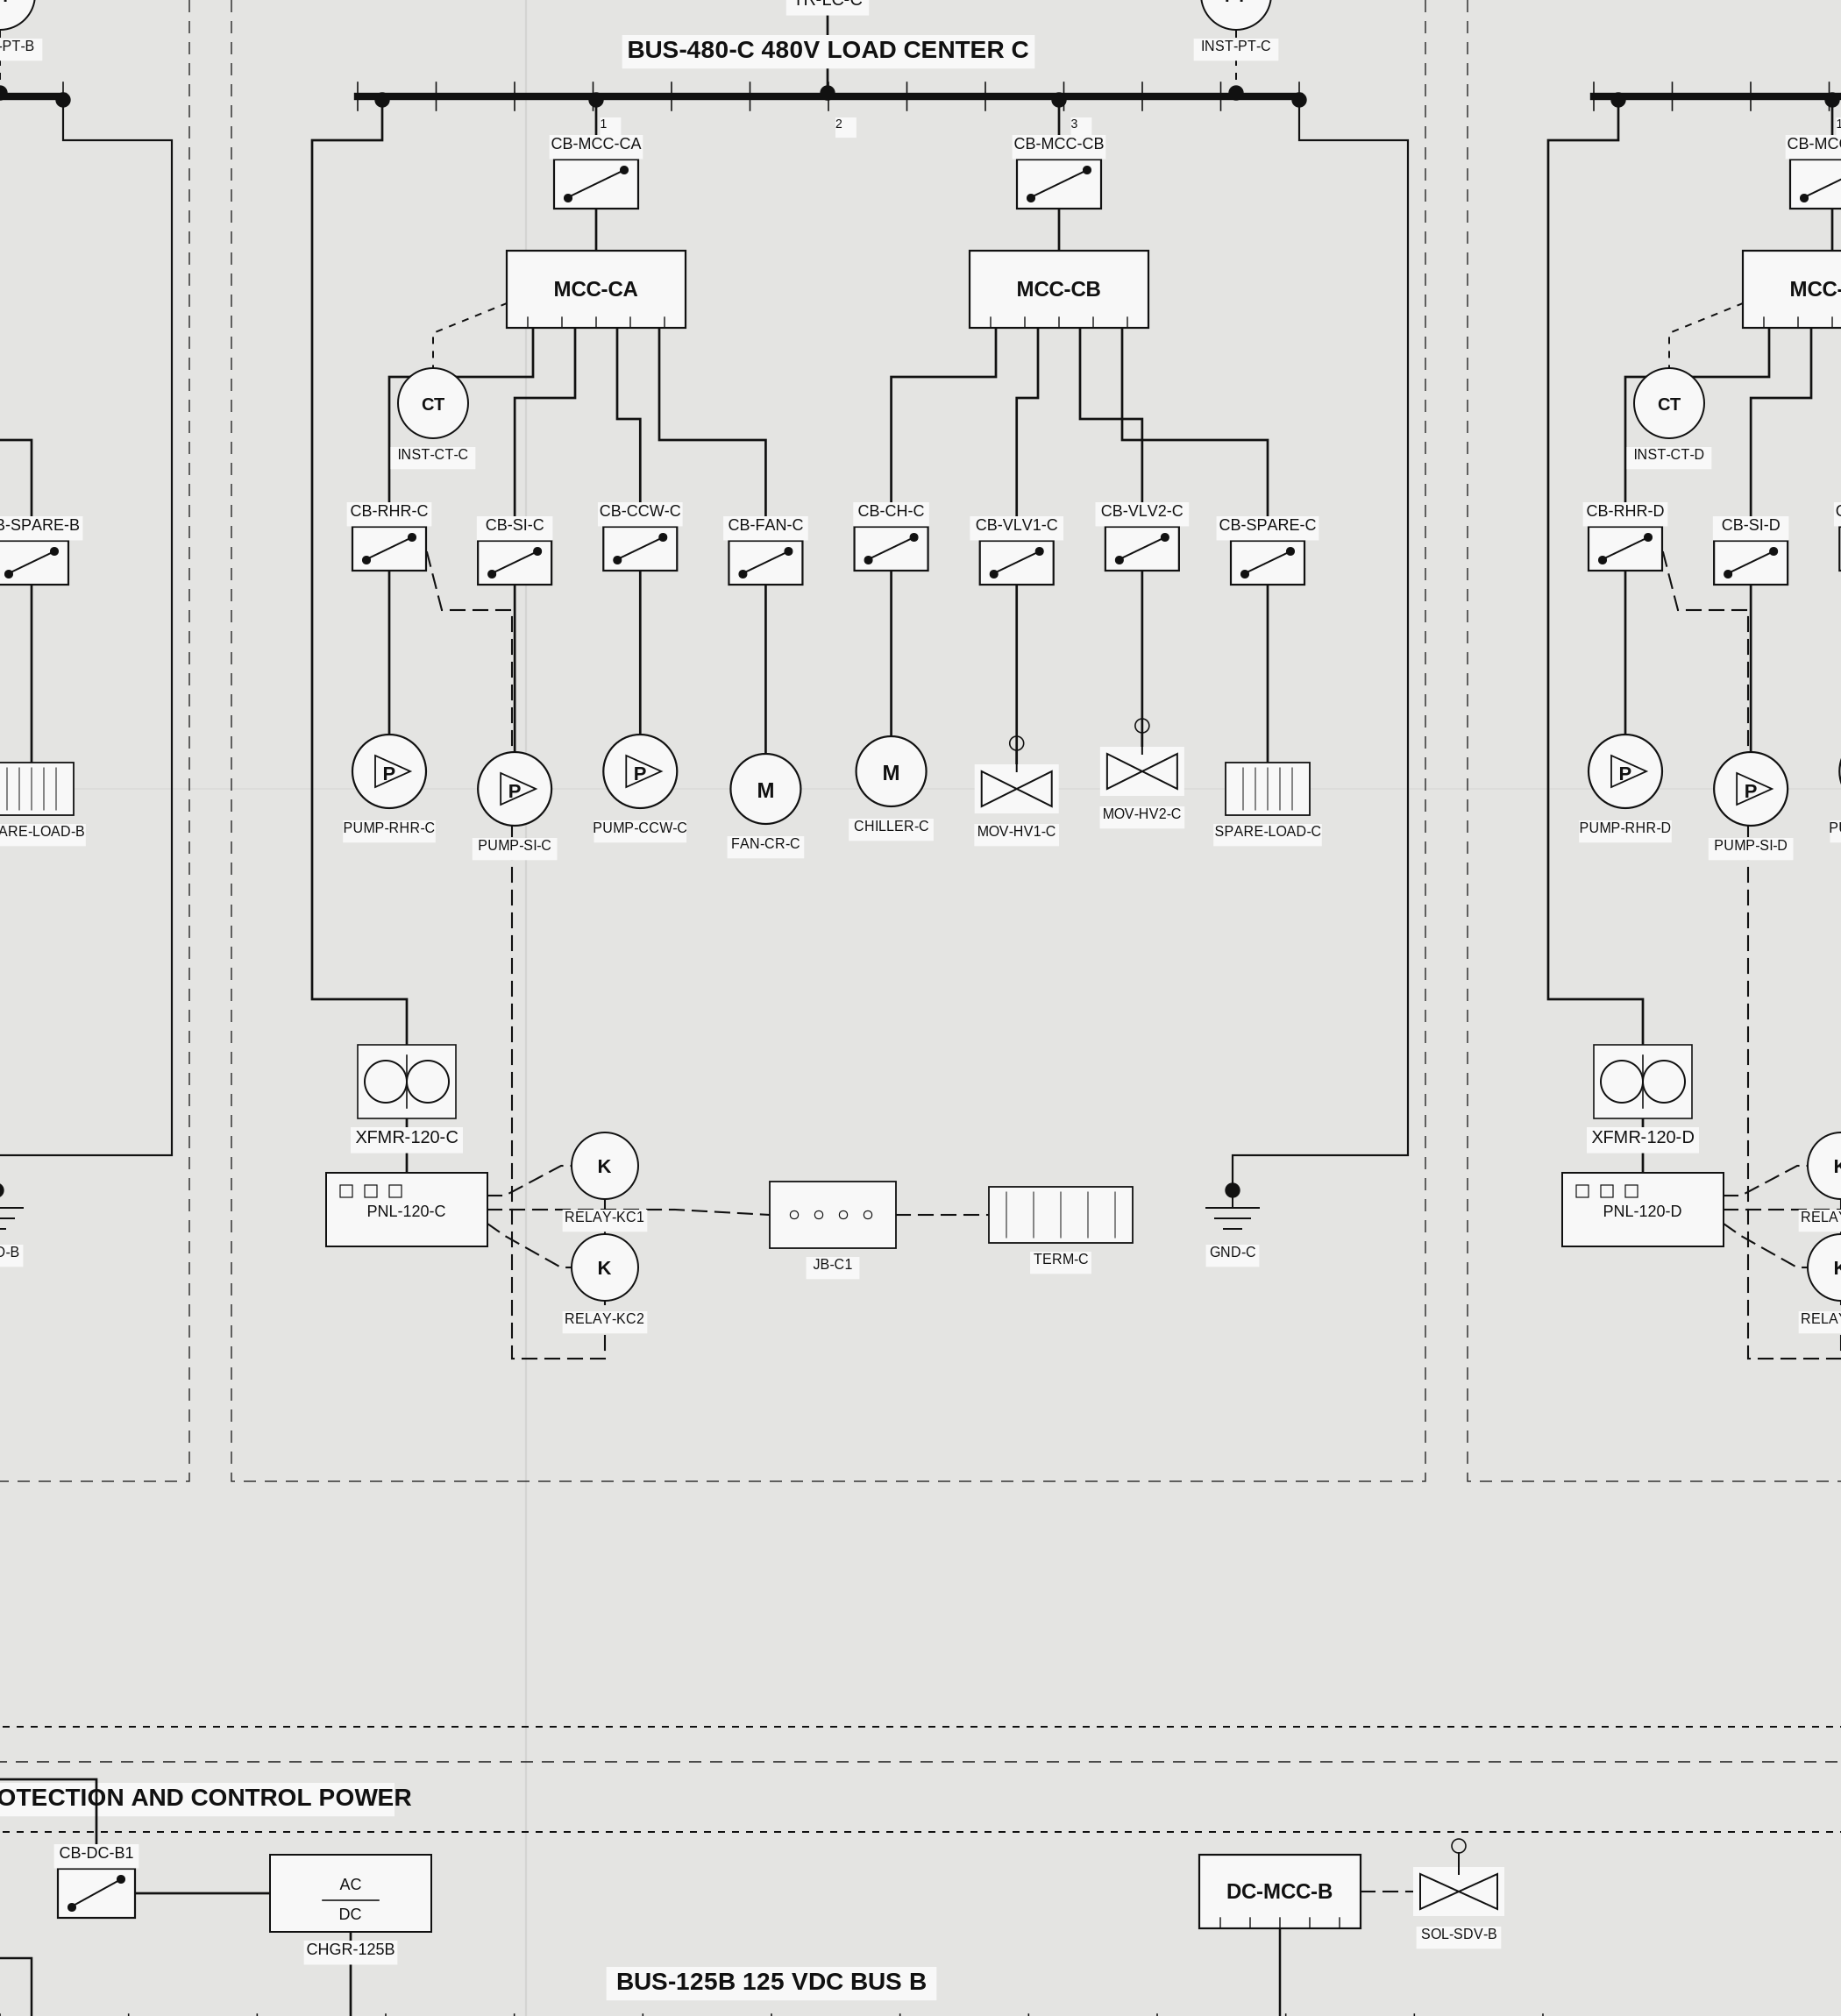 BUS-480-C 480V LOAD CENTER C
INST-PT-C
1
2
3
CB-MCC-CA
CB-MCC-CB
MCC-CA
MCC-CB
CT
INST-CT-C
CT
INST-CT-D
CB-RHR-C
CB-SI-C
CB-CCW-C
CB-FAN-C
CB-CH-C
CB-VLV1-C
CB-VLV2-C
CB-SPARE-C
CB-RHR-D
CB-SI-D
P
P
P
M
M
P
P
PUMP-RHR-C
PUMP-SI-C
PUMP-CCW-C
FAN-CR-C
CHILLER-C
MOV-HV1-C
MOV-HV2-C
SPARE-LOAD-C
PUMP-RHR-D
PUMP-SI-D
XFMR-120-C
XFMR-120-D
PNL-120-C
PNL-120-D
K
RELAY-KC1
K
RELAY-KC2
JB-C1
TERM-C
GND-C
AND CONTROL POWER
CB-DC-B1
AC
DC
CHGR-125B
DC-MCC-B
SOL-SDV-B
BUS-125B 125 VDC BUS B